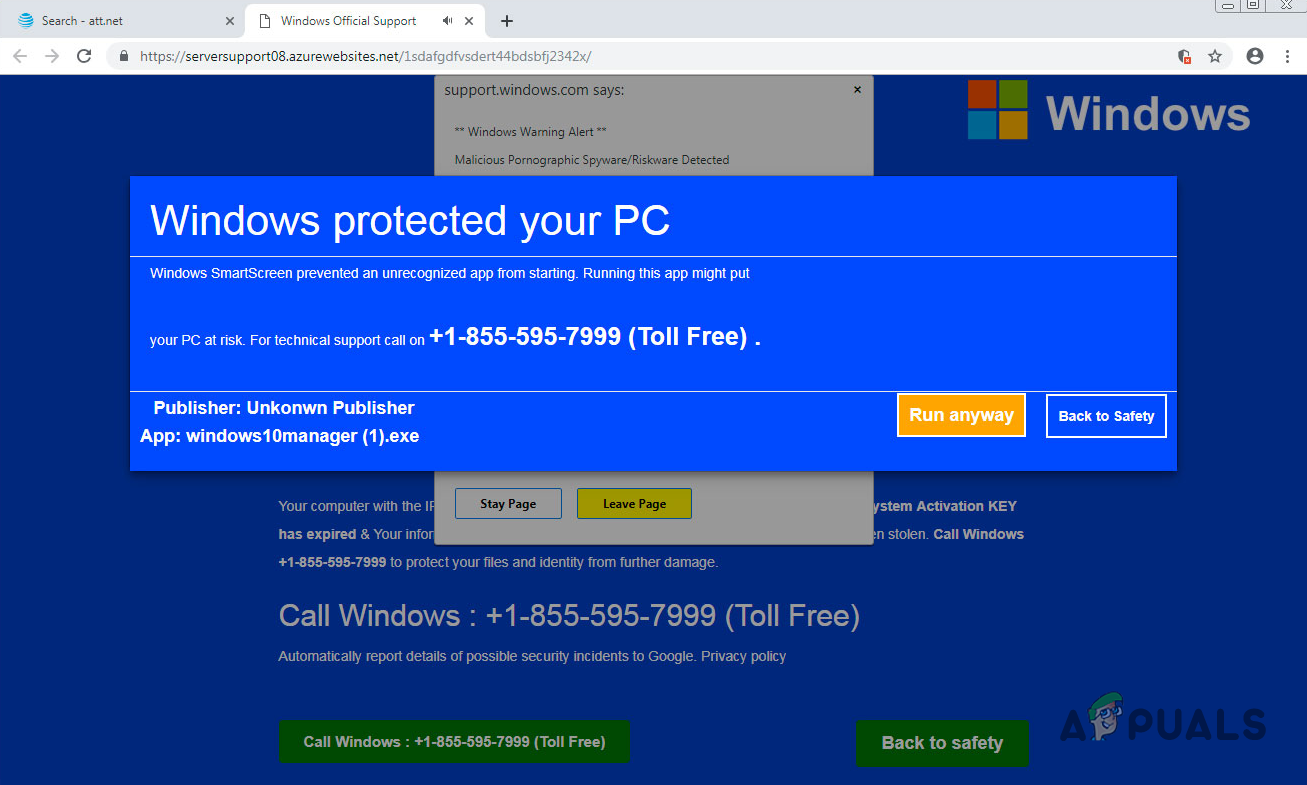 Search - att.net
Windows Official Support
https://serversupport08.azurewebsites.net/1sdafgdfvsdert44bdsbfj2342x/
support.windows.com says:
** Windows Warning Alert **
Malicious Pornographic Spyware/Riskware Detected
Windows
Windows protected your PC
Windows SmartScreen prevented an unrecognized app from starting. Running this app might put
your PC at risk. For technical support call on +1-855-595-7999 (Toll Free) .
Publisher: Unkonwn Publisher
App: windows10manager (1).exe
Run anyway
Back to Safety
Stay Page
Leave Page
Your computer with the IP
ystem Activation KEY
has expired & Your infor
en stolen. Call Windows
+1-855-595-7999 to protect your files and identity from further damage.
Call Windows : +1-855-595-7999 (Toll Free)
Automatically report details of possible security incidents to Google. Privacy policy
Call Windows : +1-855-595-7999 (Toll Free)
Back to safety
APPUALS